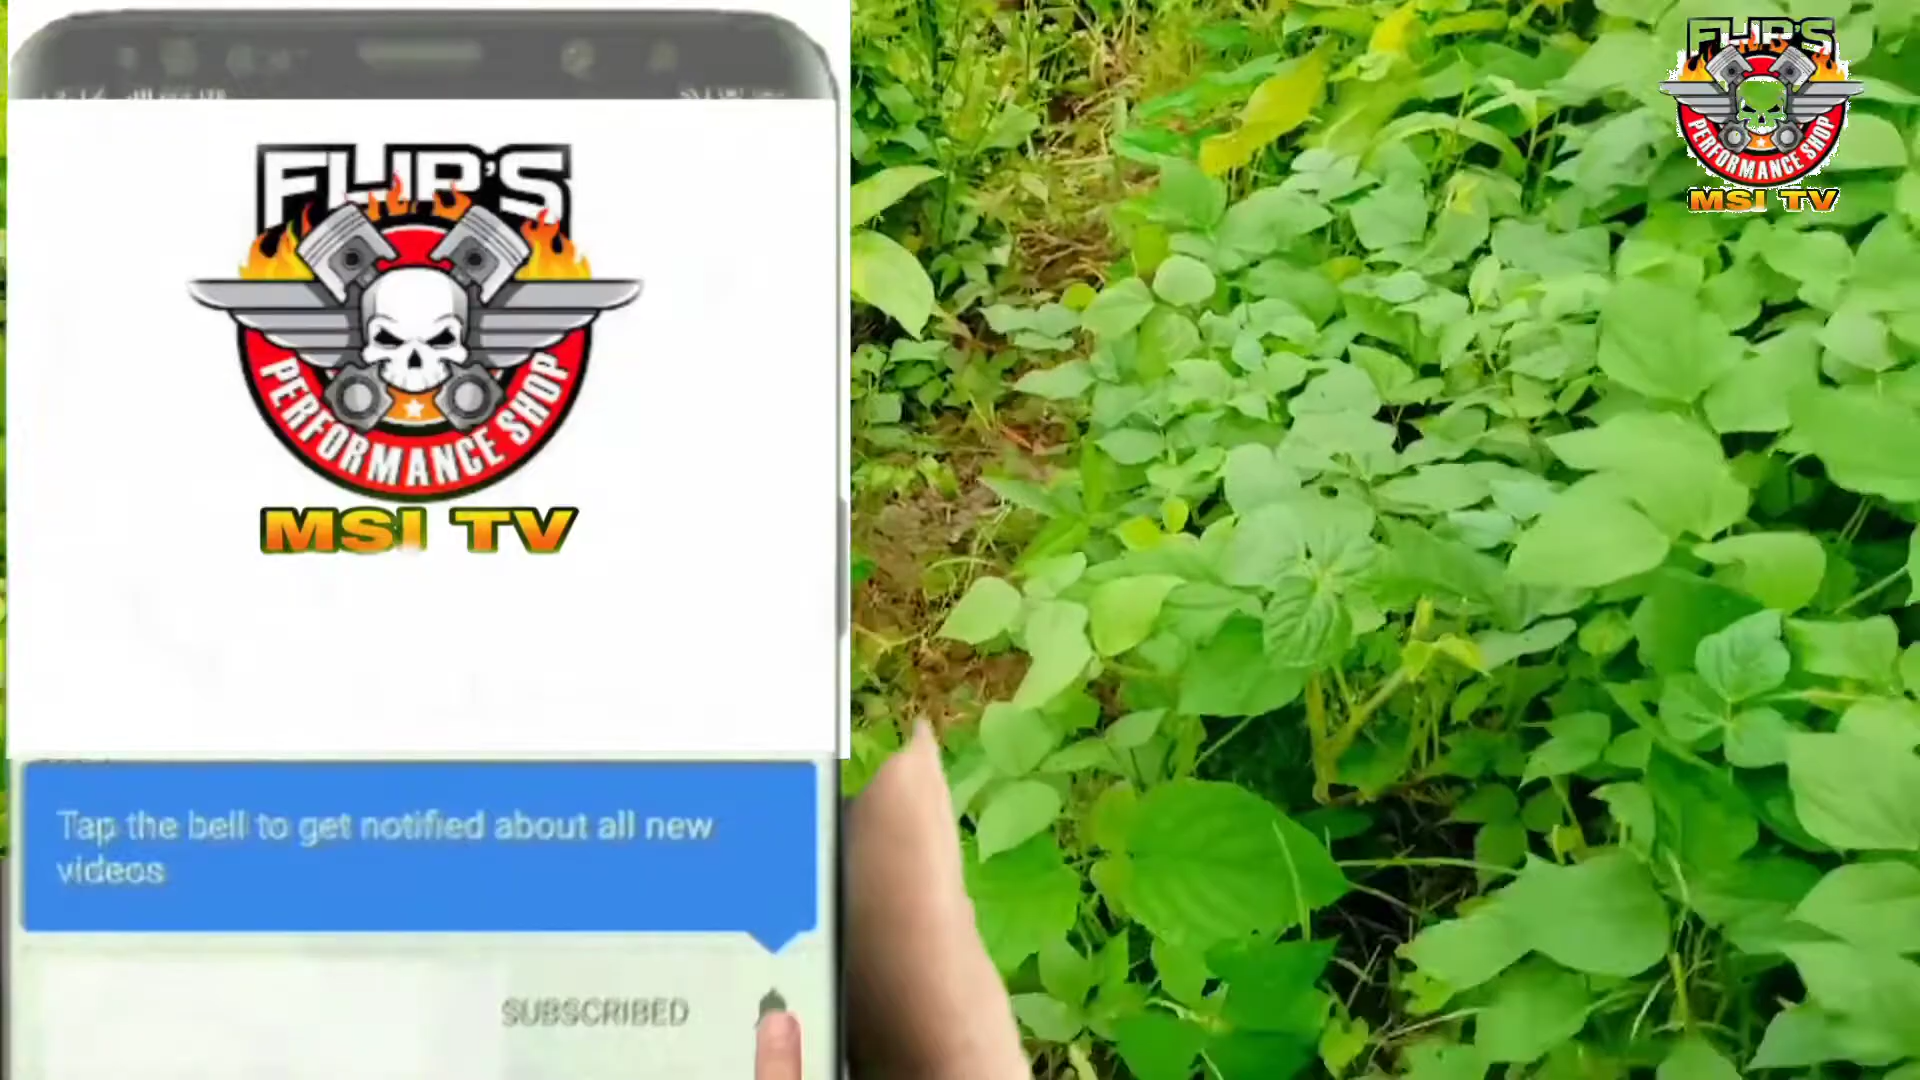 FLIP'S
PERFORMANCE SHOP
MSI TV
Tap the bell to get notified about all new
videos
SUBSCRIBED
FLIP'S
PERFORMANCE SHOP
MSI TV